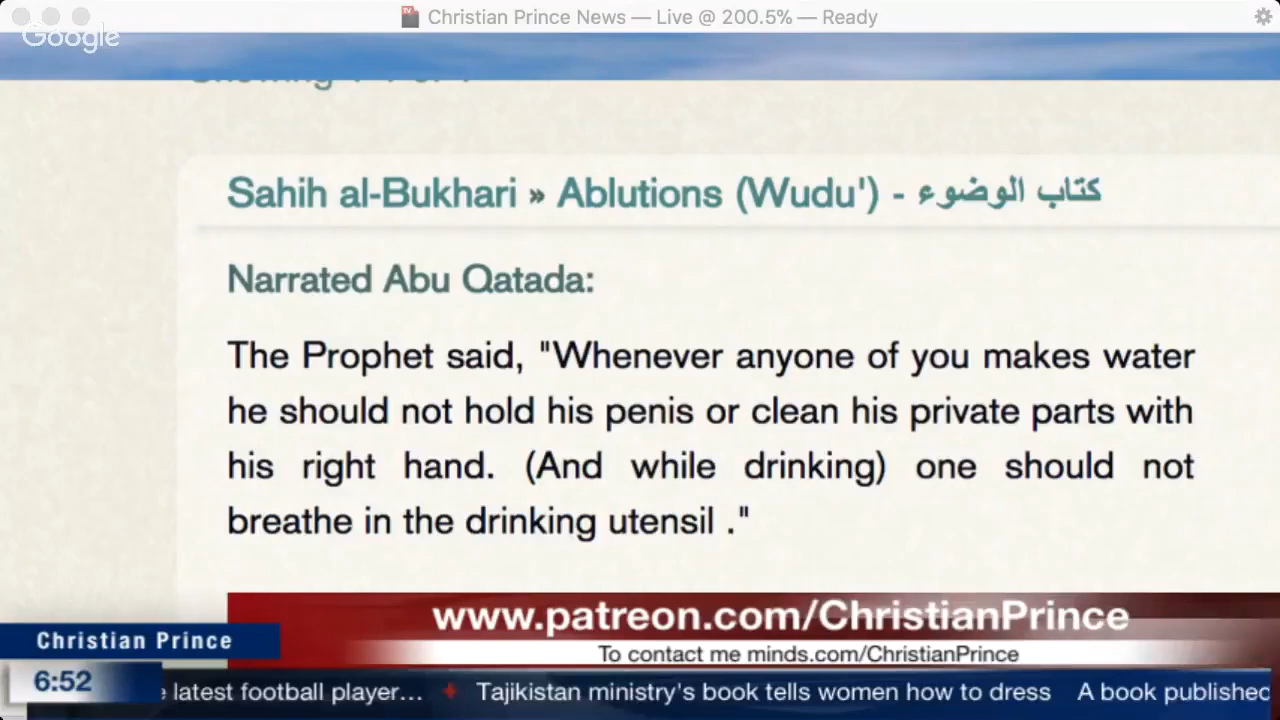 Christian Prince News — Live @ 200.5% — Ready
Google
Sahih al-Bukhari » Ablutions (Wudu') - كتاب الوضوء
Narrated Abu Qatada:
The Prophet said, "Whenever anyone of you makes water
he should not hold his penis or clean his private parts with
his right hand. (And while drinking) one should not
breathe in the drinking utensil ."
www.patreon.com/ChristianPrince
To contact me minds.com/ChristianPrince
Christian Prince
6:52
latest football player... Tajikistan ministry's book tells women how to dress A book published